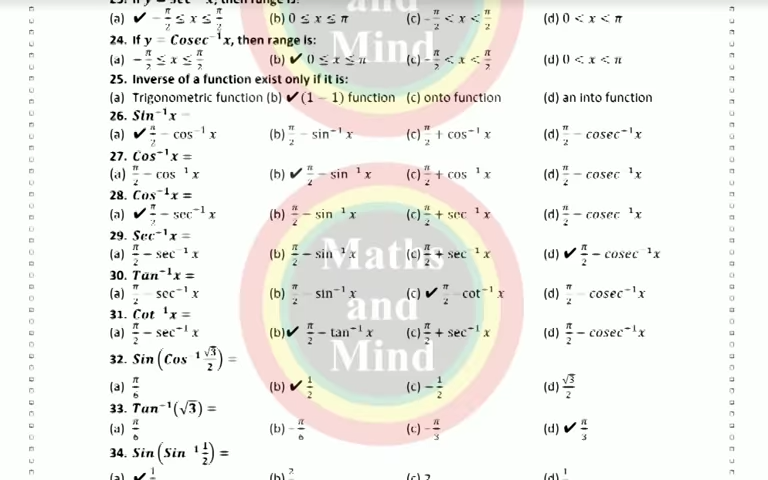 (a) ✔ −π/2 ≤ x ≤ π/2 (b) 0 ≤ x ≤ π (c) −π/2 < x < π/2 (d) 0 < x < π
24. If y = Cosec⁻¹x, then range is:
(a) −π/2 ≤ x ≤ π/2 (b) ✔ 0 ≤ x ≤ π (c) −π/2 < x < π/2 (d) 0 < x < π
25. Inverse of a function exist only if it is:
(a) Trigonometric function (b) ✔ (1 − 1) function (c) onto function (d) an into function
26. Sin⁻¹x =
(a) ✔ π/2 − cos⁻¹x (b) π/2 − sin⁻¹x (c) π/2 + cos⁻¹x (d) π/2 − cosec⁻¹x
27. Cos⁻¹x =
(a) π/2 − cos⁻¹x (b) ✔ π/2 − sin⁻¹x (c) π/2 + cos⁻¹x (d) π/2 − cosec⁻¹x
28. Cos⁻¹x =
(a) ✔ π/2 − sec⁻¹x (b) π/2 − sin⁻¹x (c) π/2 + sec⁻¹x (d) π/2 − cosec⁻¹x
29. Sec⁻¹x =
(a) π/2 − sec⁻¹x (b) π/2 − sin⁻¹x (c) π/2 + sec⁻¹x (d) ✔ π/2 − cosec⁻¹x
30. Tan⁻¹x =
(a) π/2 − sec⁻¹x (b) π/2 − sin⁻¹x (c) ✔ π/2 − cot⁻¹x (d) π/2 − cosec⁻¹x
31. Cot⁻¹x =
(a) π/2 − sec⁻¹x (b) ✔ π/2 − tan⁻¹x (c) π/2 + sec⁻¹x (d) π/2 − cosec⁻¹x
32. Sin(Cos⁻¹ √3/2) =
(a) π/6 (b) ✔ 1/2 (c) −1/2 (d) √3/2
33. Tan⁻¹(√3) =
(a) π/6 (b) −π/6 (c) −π/3 (d) ✔ π/3
34. Sin(Sin⁻¹ 1/2) =
and
Mind
Maths
and
Mind